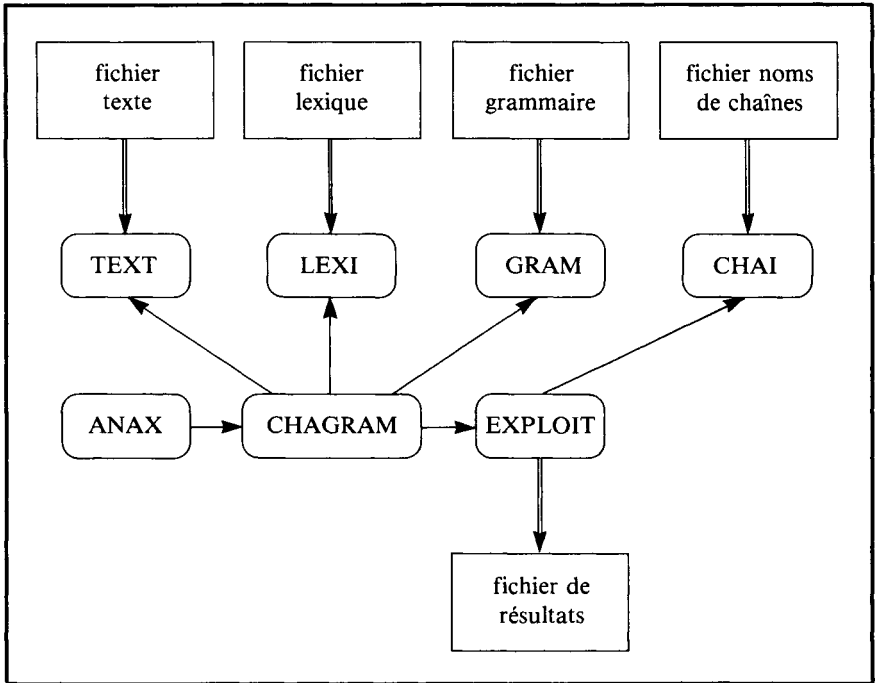 fichier
texte
fichier
lexique
fichier
grammaire
fichier noms
de chaînes
TEXT
LEXI
GRAM
CHAI
ANAX
CHAGRAM
EXPLOIT
fichier de
résultats